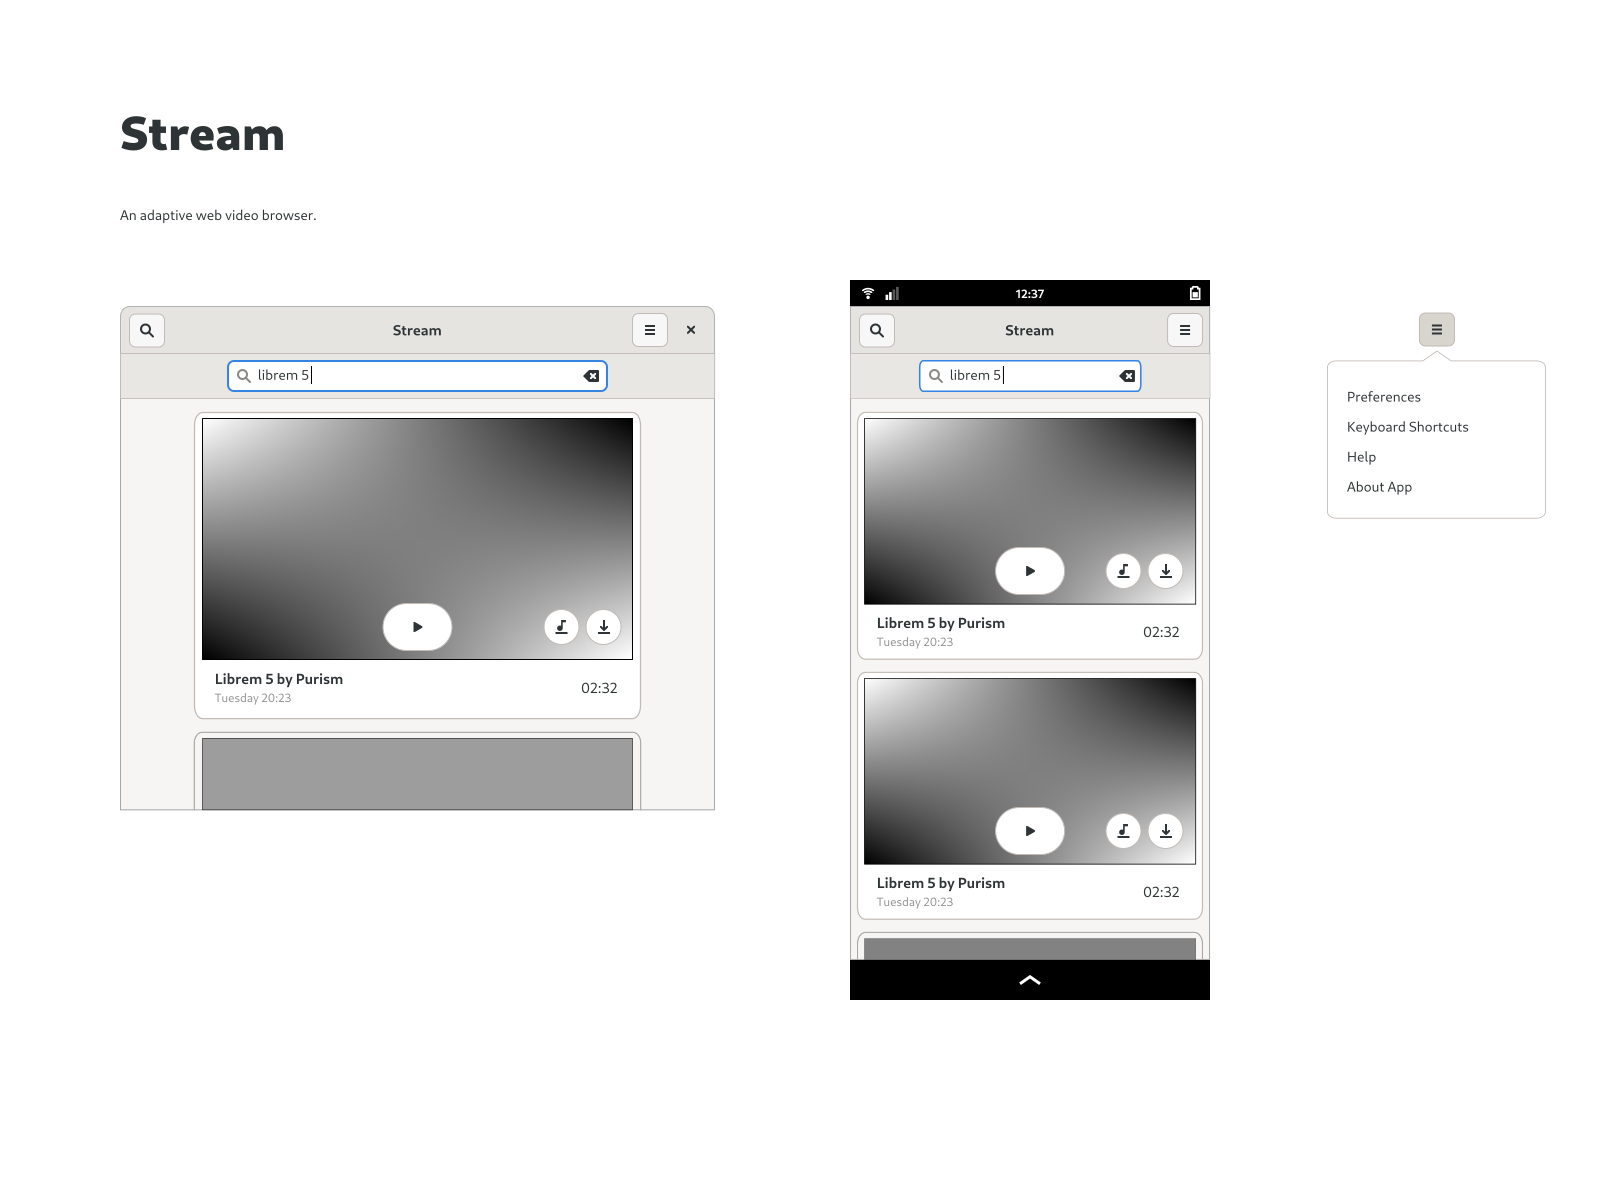 Stream
An adaptive web video browser.
Stream
librem 5
Librem 5 by Purism
Tuesday 20:23
02:32
12:37
Stream
librem 5
Librem 5 by Purism
Tuesday 20:23
02:32
Librem 5 by Purism
Tuesday 20:23
02:32
Preferences
Keyboard Shortcuts
Help
About App